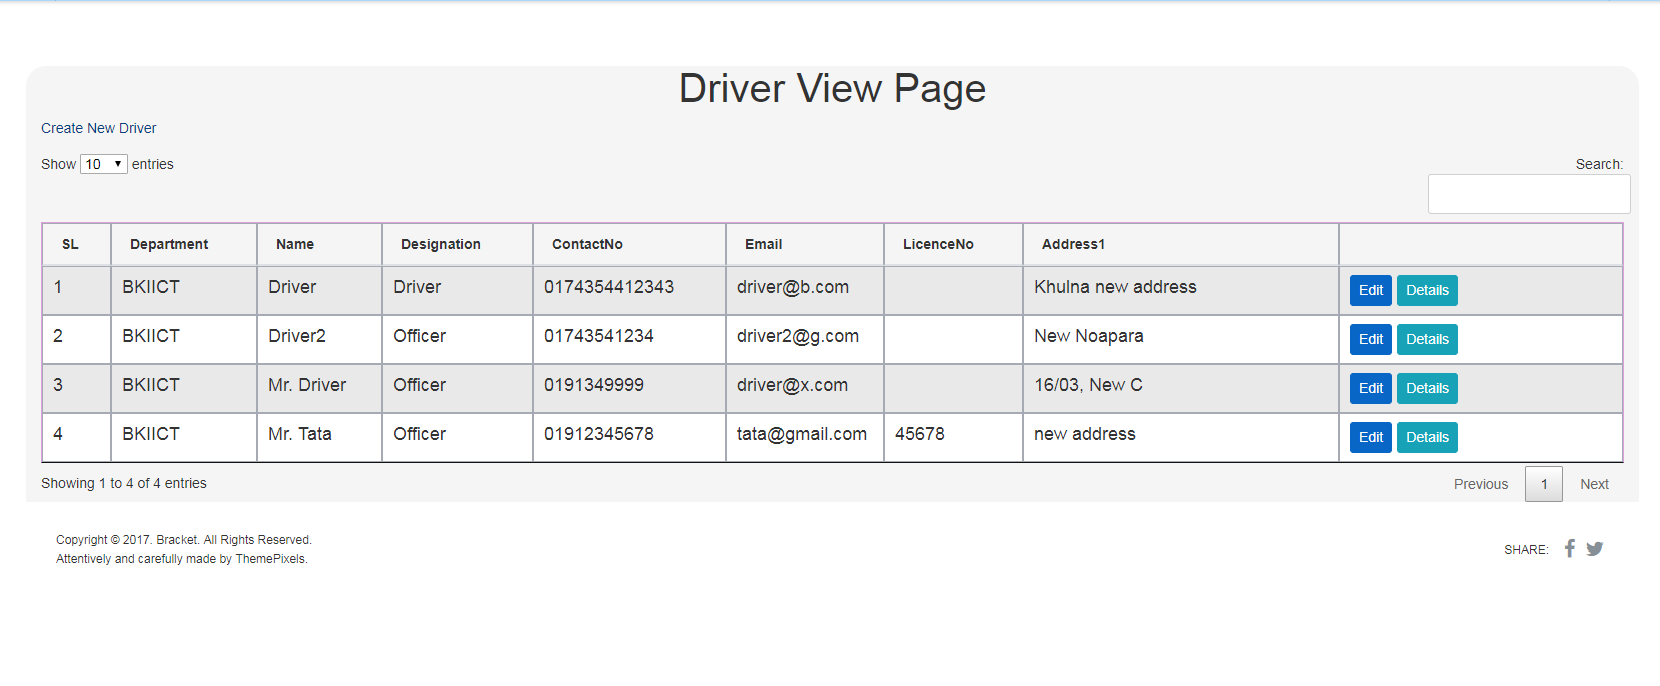 Driver View Page
Create New Driver
Show 10 entries
Search:
SL Department Name Designation ContactNo Email LicenceNo Address1
1 BKIICT Driver Driver 0174354412343 driver@b.com Khulna new address Edit Details
2 BKIICT Driver2 Officer 01743541234 driver2@g.com New Noapara Edit Details
3 BKIICT Mr. Driver Officer 0191349999 driver@x.com 16/03, New C Edit Details
4 BKIICT Mr. Tata Officer 01912345678 tata@gmail.com 45678 new address Edit Details
Showing 1 to 4 of 4 entries
Previous 1 Next
Copyright © 2017. Bracket. All Rights Reserved.
Attentively and carefully made by ThemePixels.
SHARE: